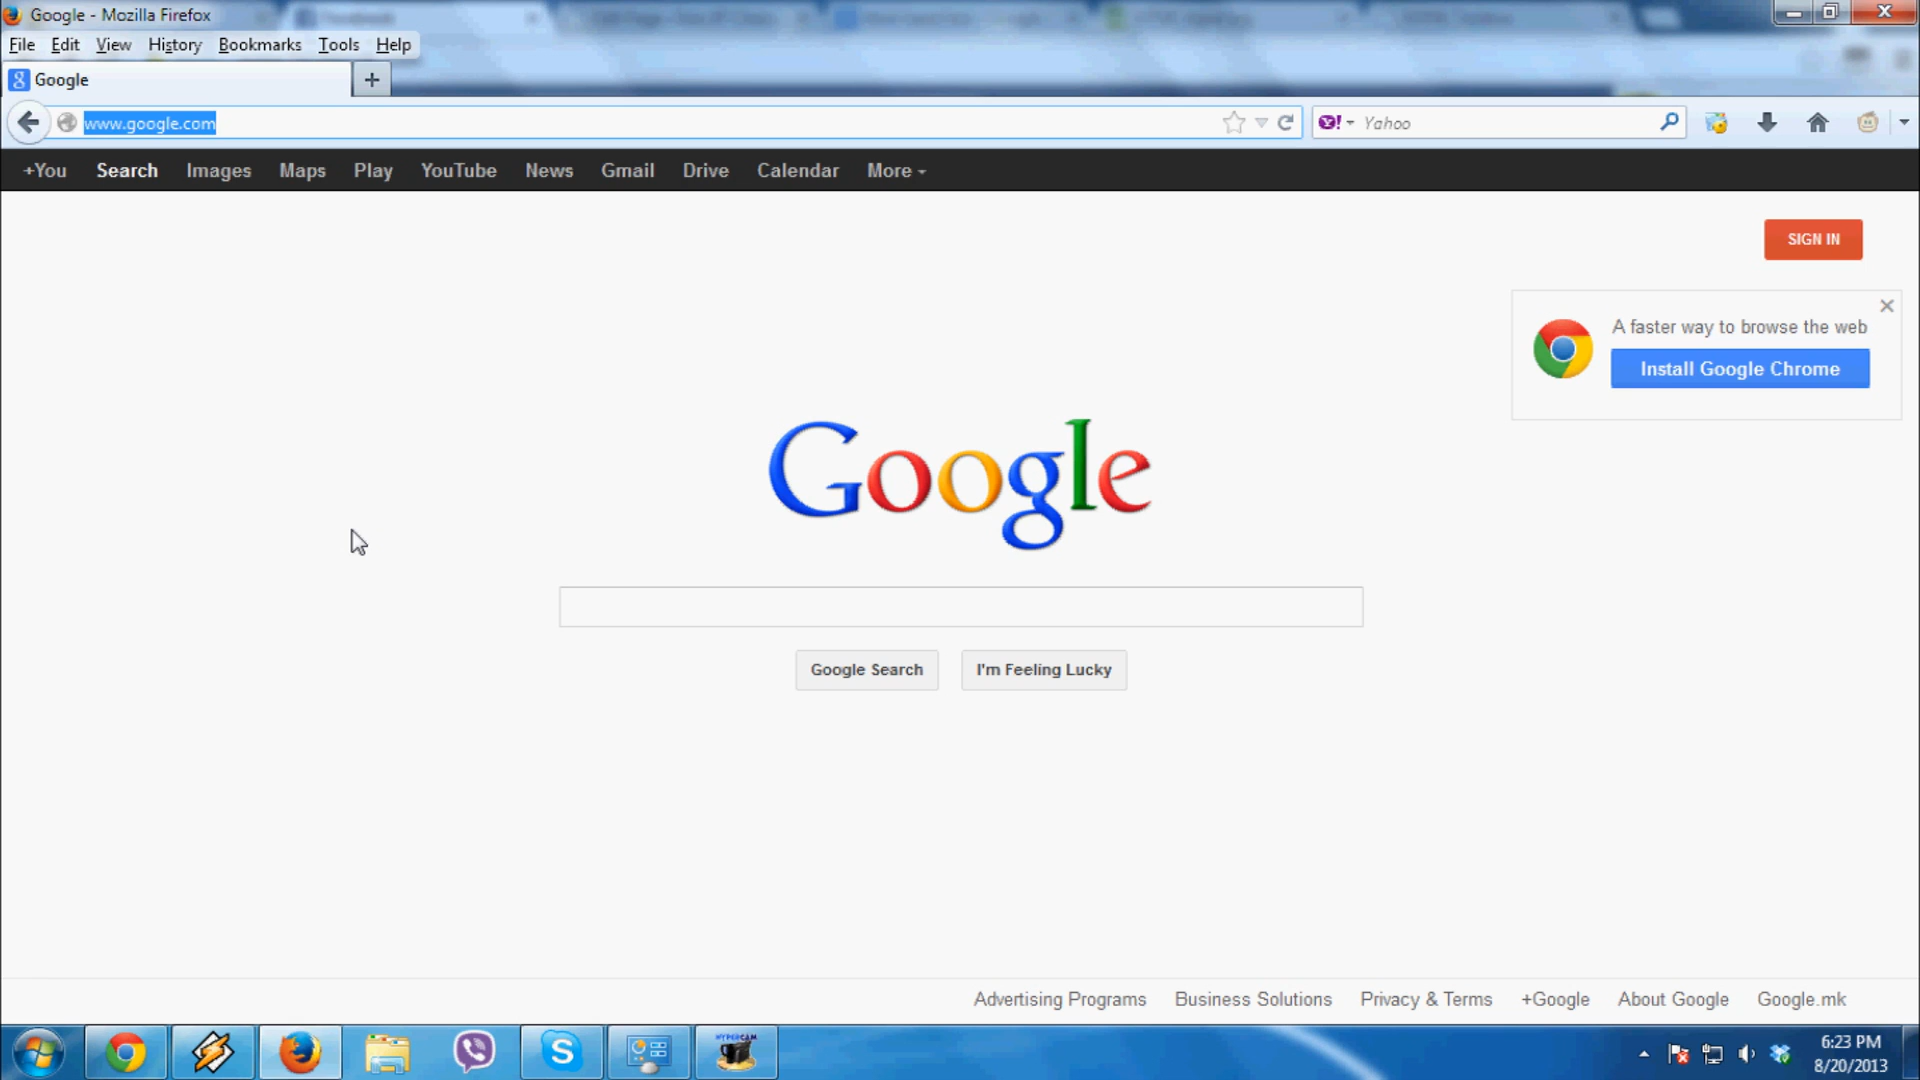 Google - Mozilla Firefox
File Edit View History Bookmarks Tools Help
Google
www.google.com
Yahoo
+You Search Images Maps Play YouTube News Gmail Drive Calendar More
SIGN IN
A faster way to browse the web
Install Google Chrome
Google
Google Search I'm Feeling Lucky
Advertising Programs Business Solutions Privacy & Terms +Google About Google Google.mk
HYPERCAM
6:23 PM
8/20/2013